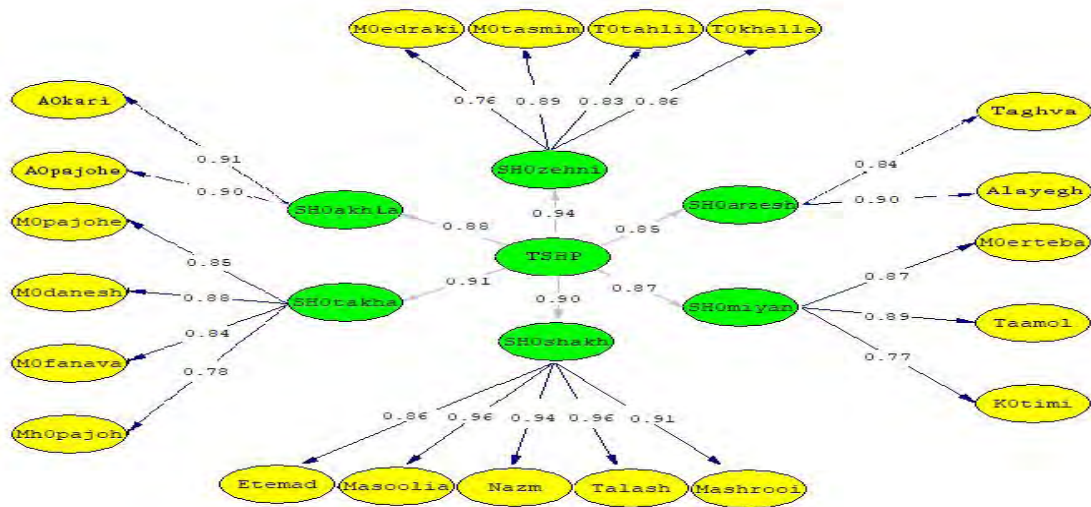 M0edraki M0tasmim T0tahlil T0khalla
0.76 0.89 0.83 0.86
A0kari
Taghva
0.91
0.84
A0pajohe
SH0zehni
0.90
Alayegh
0.90
SH0akhla
SH0arzesh
M0pajohe
0.94
0.88
0.85
M0erteba
TSHP
0.85
0.87
0.91
0.87
M0danesh
0.88
SH0takha
0.90
SH0miyan
0.89
Taamol
0.84
SH0shakh
M0fanava
0.77
0.78
K0timi
0.86 0.96 0.94 0.96 0.91
Mh0pajoh
Etemad Masoolia Nazm Talash Mashrooi